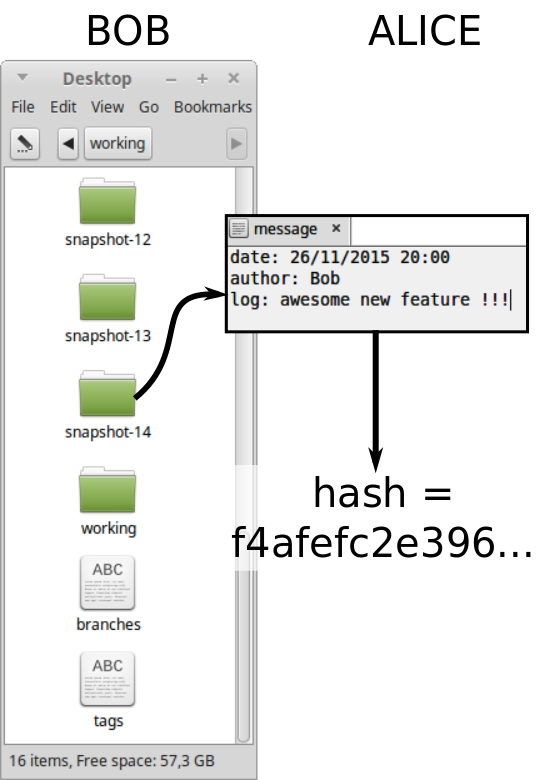 BOB
ALICE
Desktop
File Edit View Go Bookmarks
working
snapshot-12
message
date: 26/11/2015 20:00
author: Bob
log: awesome new feature !!!
snapshot-13
snapshot-14
hash =
f4afefc2e396...
working
ABC
branches
ABC
tags
16 items, Free space: 57,3 GB